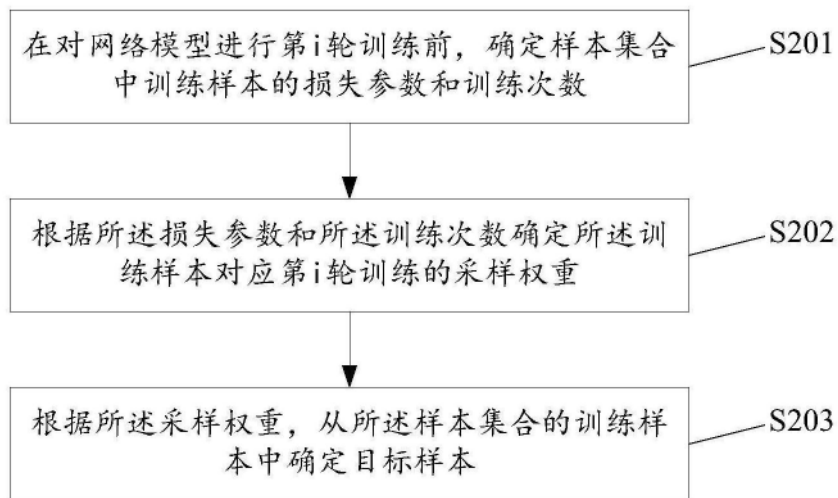 在对网络模型进行第i轮训练前，确定样本集合
中训练样本的损失参数和训练次数
S201
根据所述损失参数和所述训练次数确定所述训
练样本对应第i轮训练的采样权重
S202
根据所述采样权重，从所述样本集合的训练样
本中确定目标样本
S203